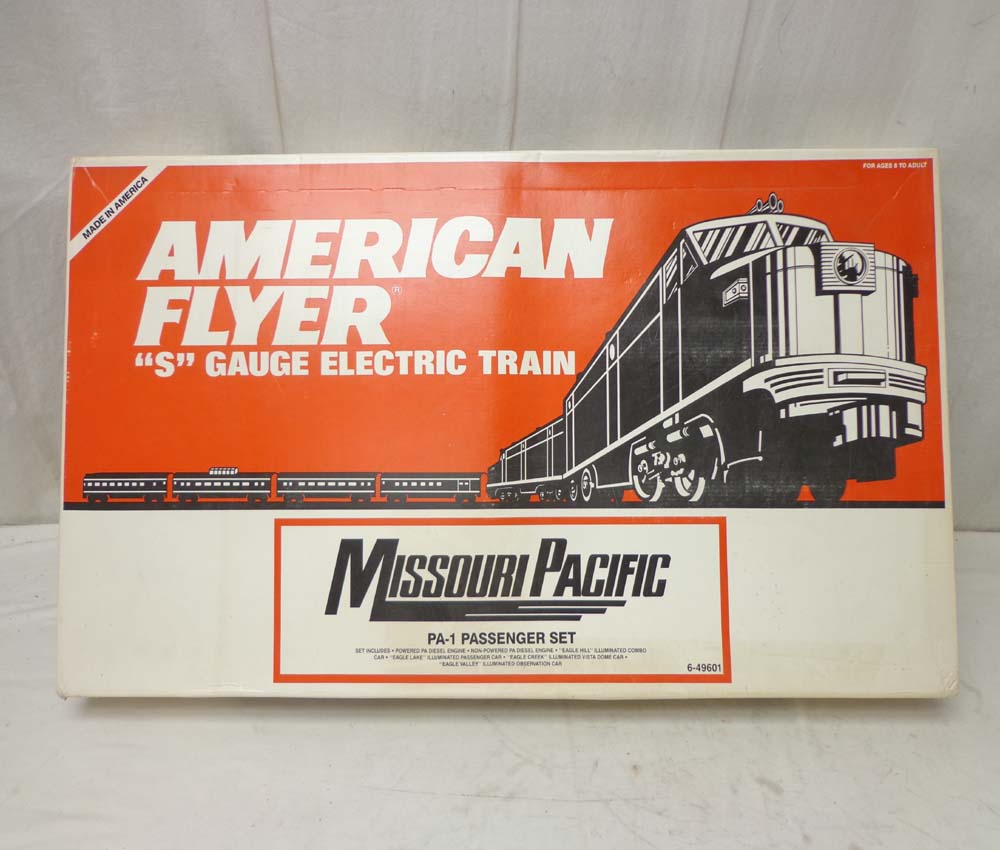 MADE IN AMERICA
FOR AGES 8 TO ADULT
AMERICAN
FLYER®
“S” GAUGE ELECTRIC TRAIN
MISSOURI PACIFIC
PA-1 PASSENGER SET
SET INCLUDES • POWERED PA DIESEL ENGINE • NON-POWERED PA DIESEL ENGINE • "EAGLE HILL" ILLUMINATED COMBO
CAR • "EAGLE LAKE" ILLUMINATED PASSENGER CAR • "EAGLE CREEK" ILLUMINATED VISTA DOME CAR •
"EAGLE VALLEY" ILLUMINATED OBSERVATION CAR
6-49601